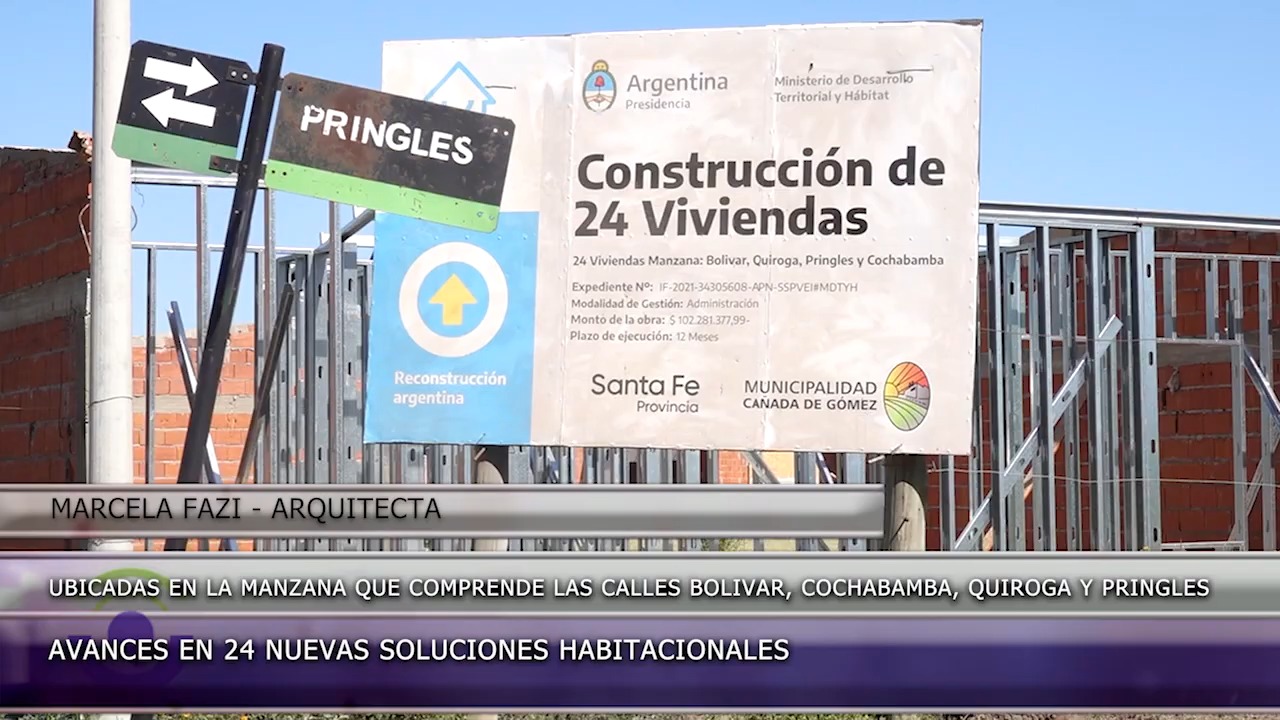 PRINGLES
Argentina
Presidencia
Ministerio de Desarrollo
Territorial y Hábitat
Construcción de
24 Viviendas
24 Viviendas Manzana: Bolivar, Quiroga, Pringles y Cochabamba
Expediente Nº: IF-2021-34305608-APN-SSPVEI#MDTYH
Modalidad de Gestión: Administración
Monto de la obra: $ 102.281.377,99-
Plazo de ejecución: 12 Meses
Reconstrucción
argentina
Santa Fe
Provincia
MUNICIPALIDAD
CAÑADA DE GÓMEZ
MARCELA FAZI - ARQUITECTA
UBICADAS EN LA MANZANA QUE COMPRENDE LAS CALLES BOLIVAR, COCHABAMBA, QUIROGA Y PRINGLES
AVANCES EN 24 NUEVAS SOLUCIONES HABITACIONALES